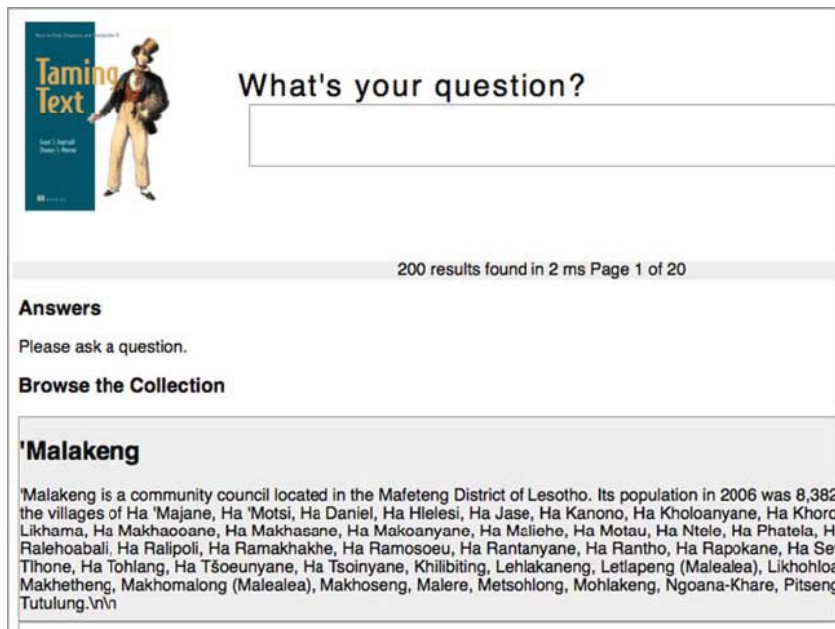 Taming
Text
What's your question?
200 results found in 2 ms Page 1 of 20
Answers
Please ask a question.
Browse the Collection
'Malakeng
'Malakeng is a community council located in the Mafeteng District of Lesotho. Its population in 2006 was 8,382
the villages of Ha 'Majane, Ha 'Motsi, Ha Daniel, Ha Hlelesi, Ha Jase, Ha Kanono, Ha Kholoanyane, Ha Khoro
Likhama, Ha Makhaooane, Ha Makhasane, Ha Makoanyane, Ha Maliehe, Ha Motau, Ha Ntele, Ha Phatela, H
Ralehoabali, Ha Ralipoli, Ha Ramakhakhe, Ha Ramosoeu, Ha Rantanyane, Ha Rantho, Ha Rapokane, Ha Se
Tlhone, Ha Tohlang, Ha Tšoeunyane, Ha Tsoinyane, Khilibiting, Lehlakaneng, Letlapeng (Malealea), Likhohloa
Makhetheng, Makhomalong (Malealea), Makhoseng, Malere, Metsohlong, Mohlakeng, Ngoana-Khare, Pitseng
Tutulung.\n\n